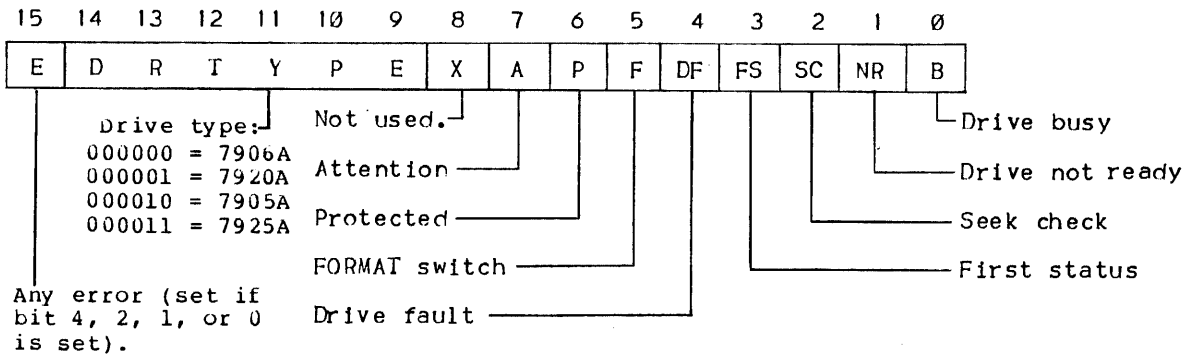 15 14 13 12 11 10 9 8 7 6 5 4 3 2 1 0
E D R T Y P E X A P F DF FS SC NR B
Drive type:
000000 = 7906A
000001 = 7920A
000010 = 7905A
000011 = 7925A
Any error (set if
bit 4, 2, 1, or 0
is set).
Not used.
Attention
Protected
FORMAT switch
Drive fault
Drive busy
Drive not ready
Seek check
First status